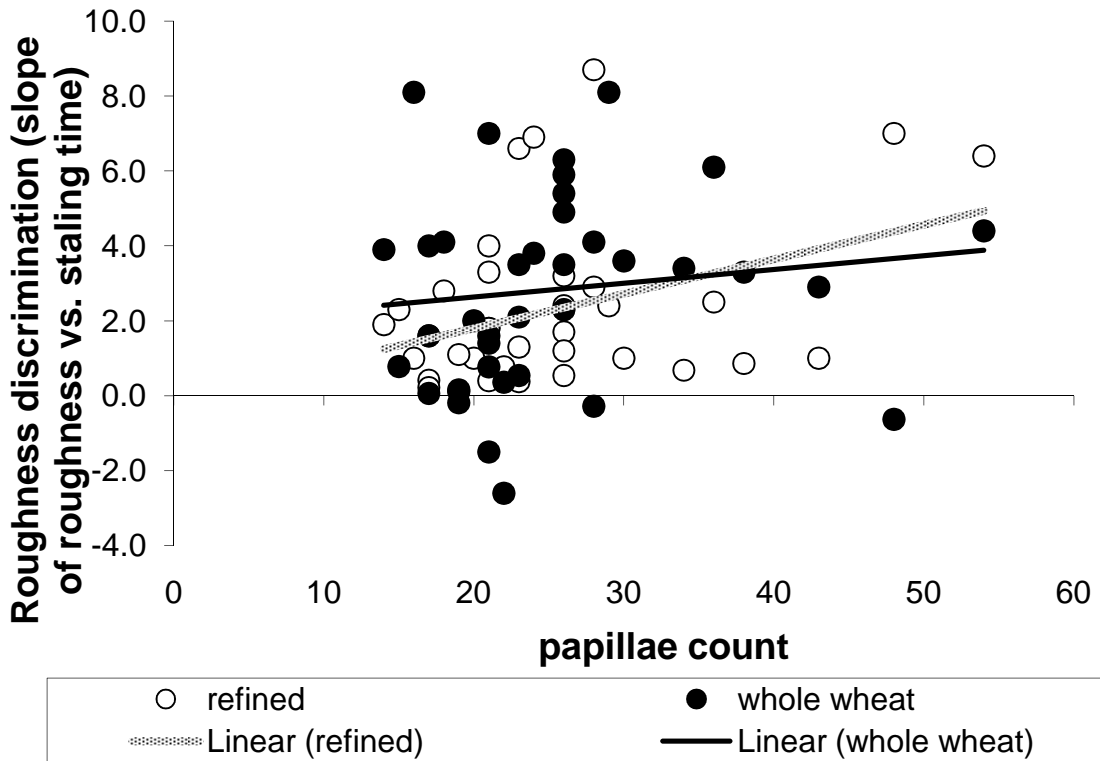 Roughness discrimination (slope
of roughness vs. staling time)
10.0
8.0
6.0
4.0
2.0
0.0
-2.0
-4.0
0 10 20 30 40 50 60
papillae count
refined whole wheat
Linear (refined) Linear (whole wheat)